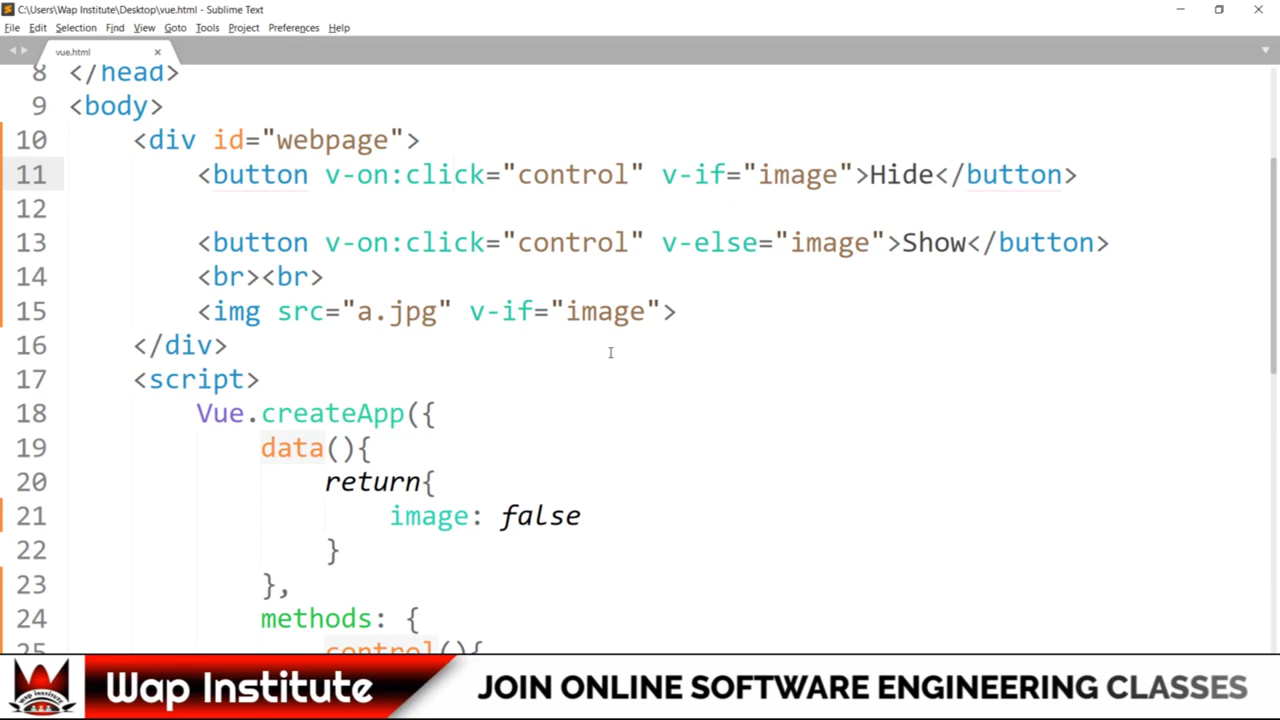 C:\Users\Wap Institute\Desktop\vue.html - Sublime Text
File Edit Selection Find View Goto Tools Project Preferences Help
vue.html
8 </head>
9 <body>
10 <div id="webpage">
11 <button v-on:click="control" v-if="image">Hide</button>
12
13 <button v-on:click="control" v-else="image">Show</button>
14 <br><br>
15 <img src="a.jpg" v-if="image">
16 </div>
17 <script>
18 Vue.createApp({
19 data(){
20 return{
21 image: false
22 }
23 },
24 methods: {
25 control(){
Wap Institute
JOIN ONLINE SOFTWARE ENGINEERING CLASSES